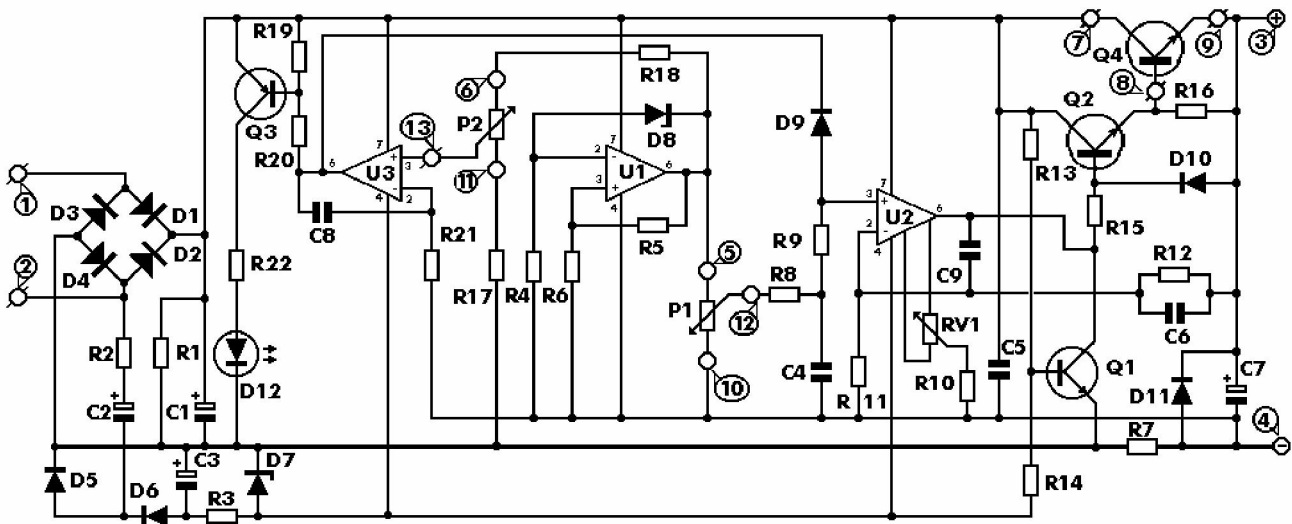 R19
7
9
3
R18
Q4
6
8
R16
Q2
Q3
13
P2
D8
D9
R20
7
6
+
3
U3
-
2
4
11
7
2
-
U1
6
3
+
4
R13
D10
1
D3
D1
C8
R5
7
3
+
U2
6
2
-
4
R15
2
D4
D2
R22
R21
R9
C9
R12
5
R17
R4
R6
R8
P1
12
RV1
C6
R2
R1
10
C4
R10
C5
Q1
D12
R 11
D11
+
C7
+
C2
+
C1
4
+
C3
D7
R7
-
D5
D6
R3
R14